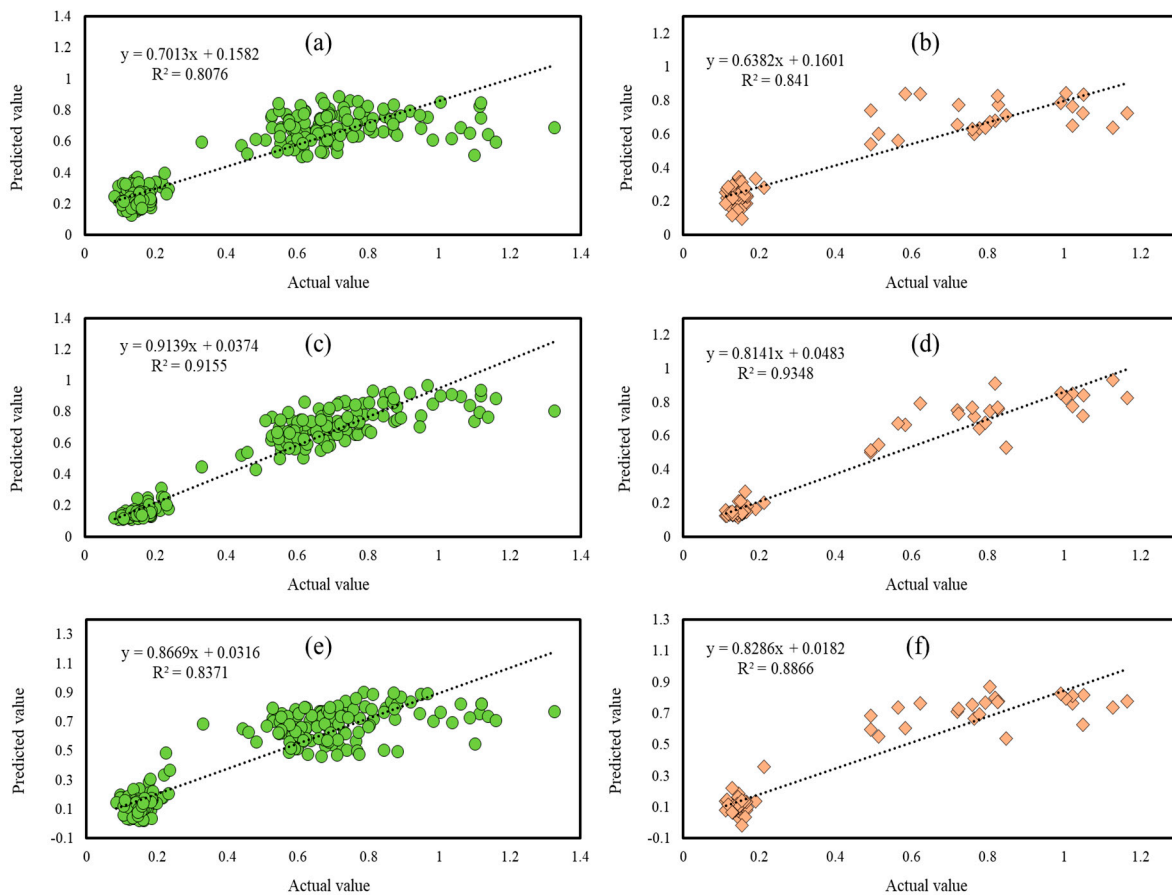 (a)
y = 0.7013x + 0.1582
R² = 0.8076
Predicted value
1.4
1.2
1
0.8
0.6
0.4
0.2
0
0 0.2 0.4 0.6 0.8 1 1.2 1.4
Actual value
(b)
y = 0.6382x + 0.1601
R² = 0.841
Predicted value
1.2
1
0.8
0.6
0.4
0.2
0
0 0.2 0.4 0.6 0.8 1 1.2
Actual value
(c)
y = 0.9139x + 0.0374
R² = 0.9155
Predicted value
1.4
1.2
1
0.8
0.6
0.4
0.2
0
0 0.2 0.4 0.6 0.8 1 1.2 1.4
Actual value
(d)
y = 0.8141x + 0.0483
R² = 0.9348
Predicted value
1.2
1
0.8
0.6
0.4
0.2
0
0 0.2 0.4 0.6 0.8 1 1.2
Actual value
(e)
y = 0.8669x + 0.0316
R² = 0.8371
Predicted value
1.3
1.1
0.9
0.7
0.5
0.3
0.1
-0.1
0 0.2 0.4 0.6 0.8 1 1.2 1.4
Actual value
(f)
y = 0.8286x + 0.0182
R² = 0.8866
Predicted value
1.3
1.1
0.9
0.7
0.5
0.3
0.1
-0.1
0 0.2 0.4 0.6 0.8 1 1.2
Actual value